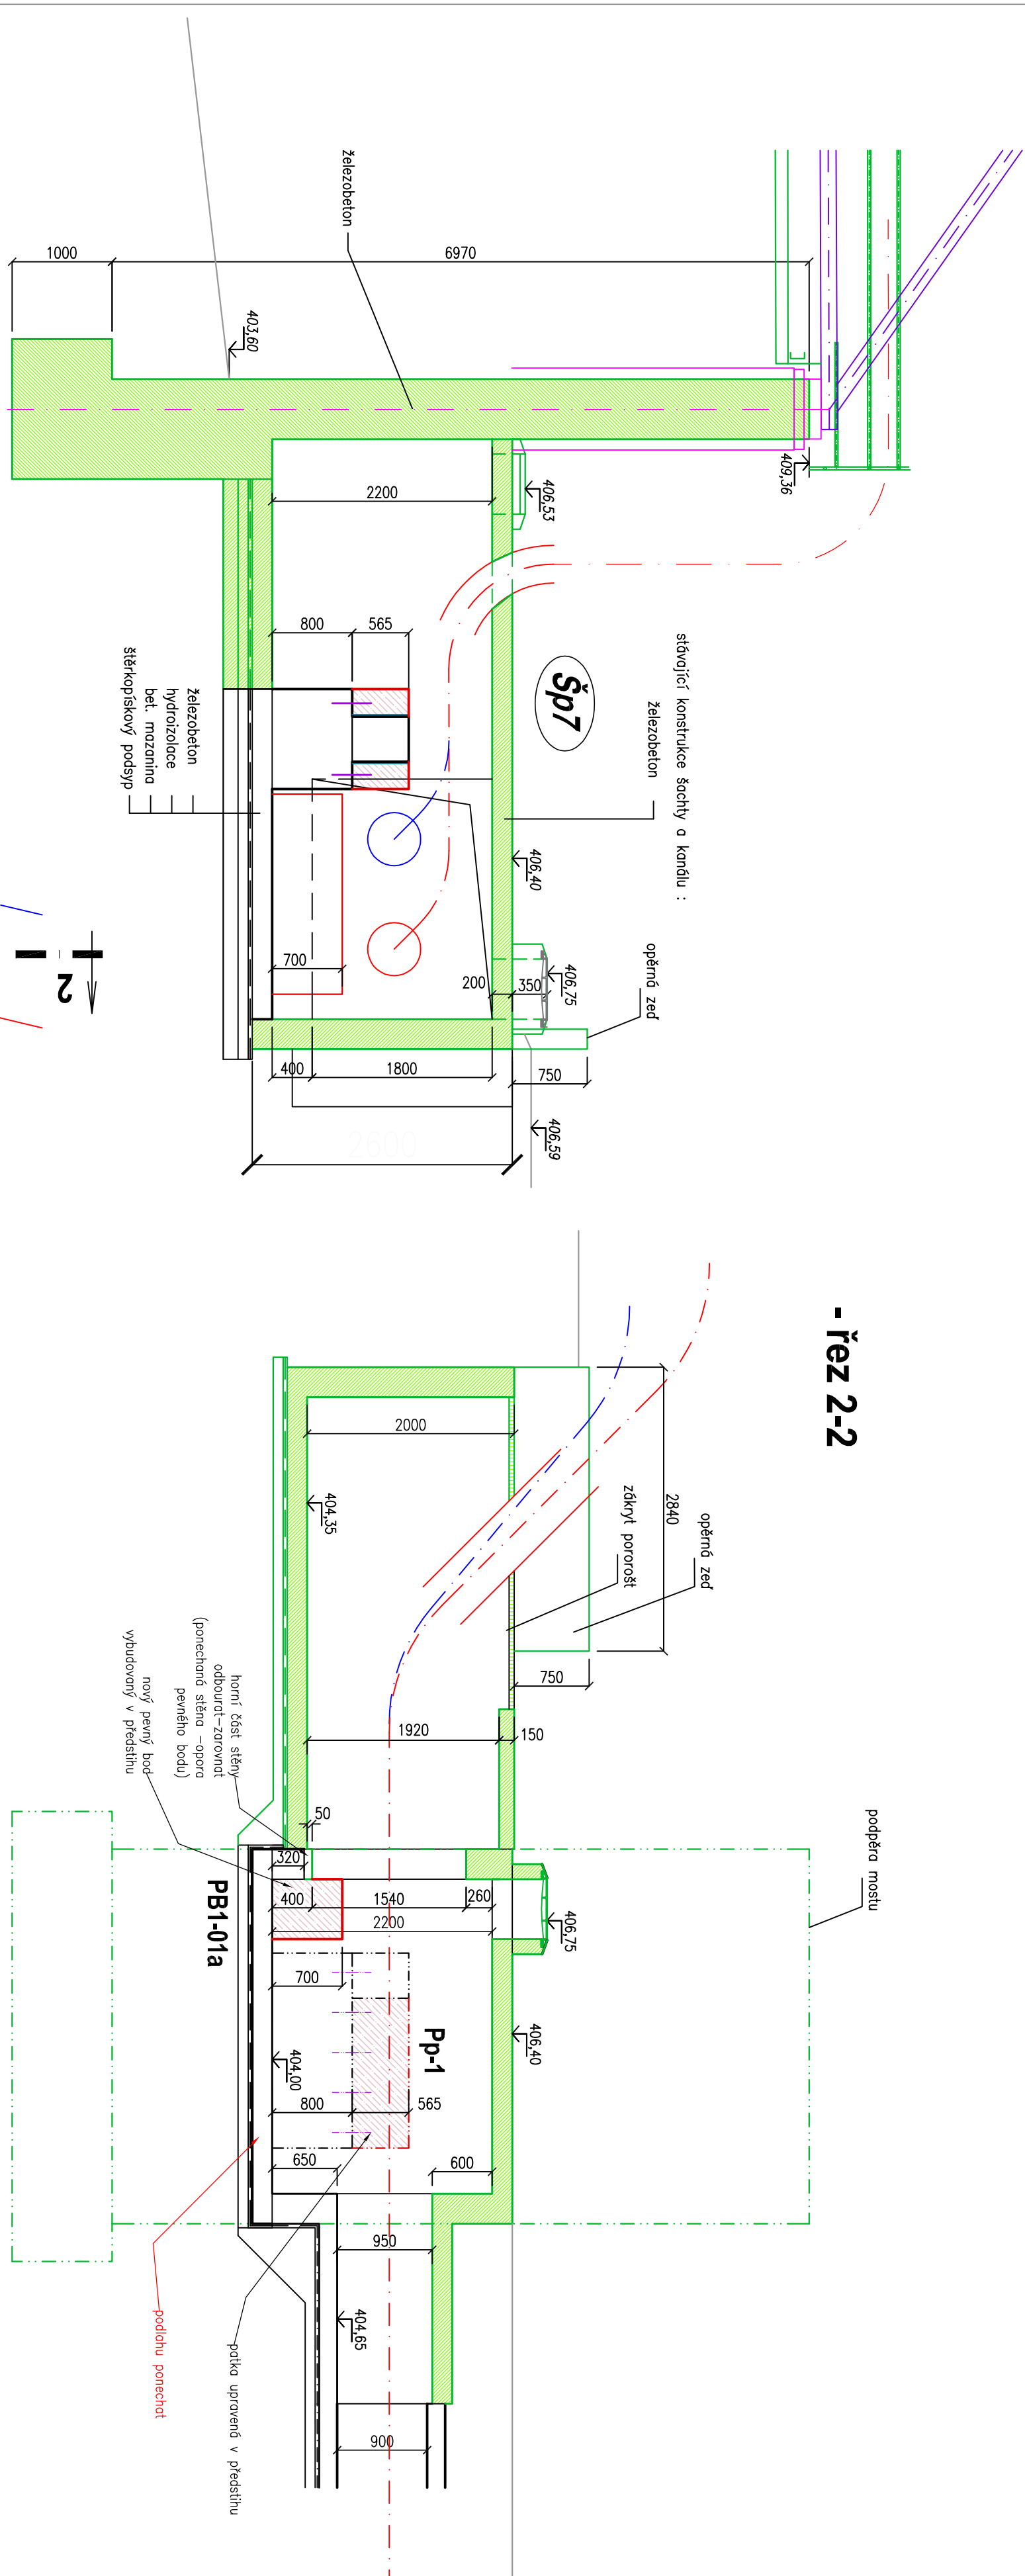 železobeton
1000
6970
403,60
409,36
2200
406,53
800
565
stávající konstrukce šachty a kanálu :
železobeton
Šp7
železobeton
hydroizolace
bet. mazanina
štěrkopískový podsyp
406,40
700
200
350
406,75
opěrná zeď
400
1800
750
406,59
2600
2
- řez 2-2
2000
404,35
2840
opěrná zeď
zákryt pororošt
750
1920
150
50
horní část stěny
odbourat-zarovnat
(ponechaná stěna -opora
pevného bodu)
nový pevný bod
vybudovaný v předstihu
podpěra mostu
320
400
1540
260
2200
406,75
PB1-01a
700
Pp-1
406,40
404,00
800
565
650
600
950
404,65
900
podlahu ponechat
patka upravená v předstihu